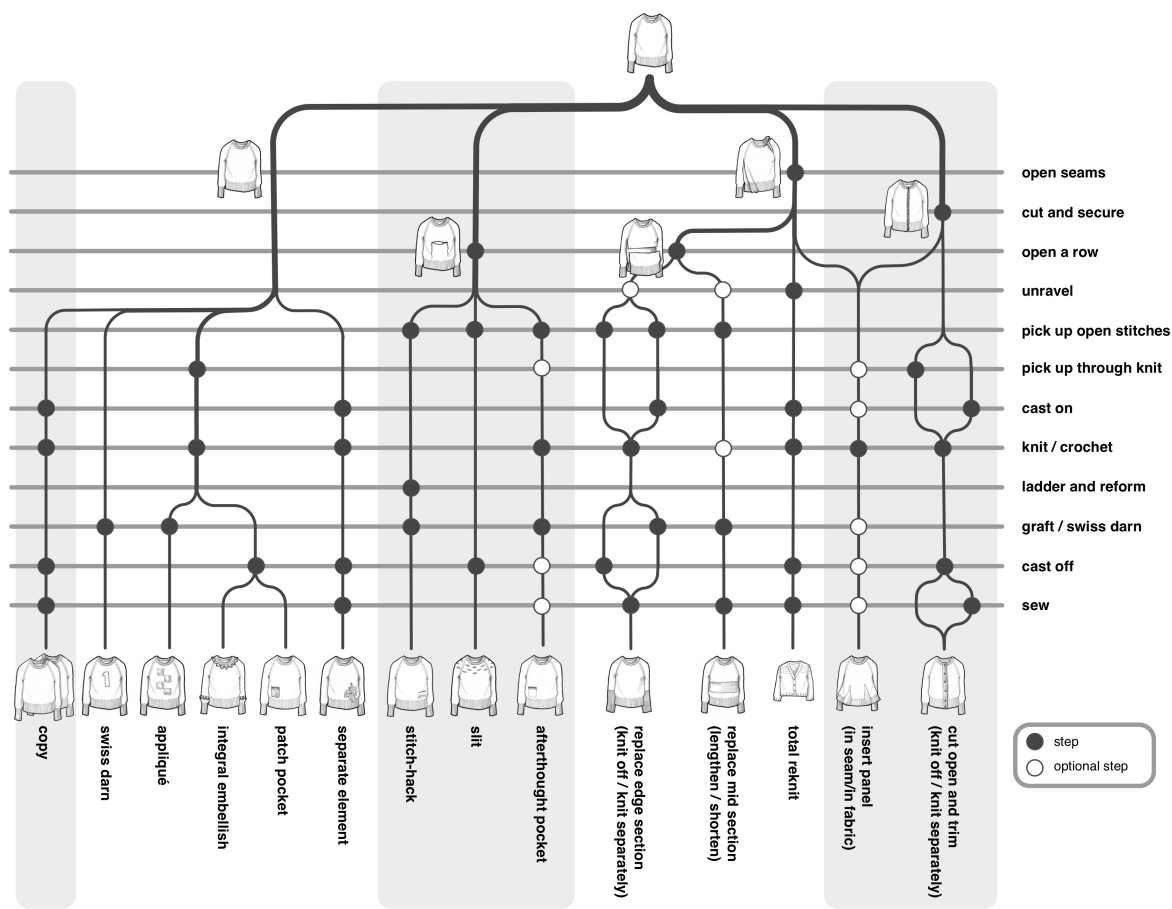 open seams
cut and secure
open a row
unravel
pick up open stitches
pick up through knit
cast on
knit / crochet
ladder and reform
graft / swiss darn
cast off
sew
1
copy
swiss darn
appliqué
integral embellish
patch pocket
separate element
stitch-hack
slit
afterthought pocket
replace edge section
(knit off / knit separately)
replace mid section
(lengthen / shorten)
total reknit
insert panel
(in seam/in fabric)
cut open and trim
(knit off / knit separately)
step
optional step